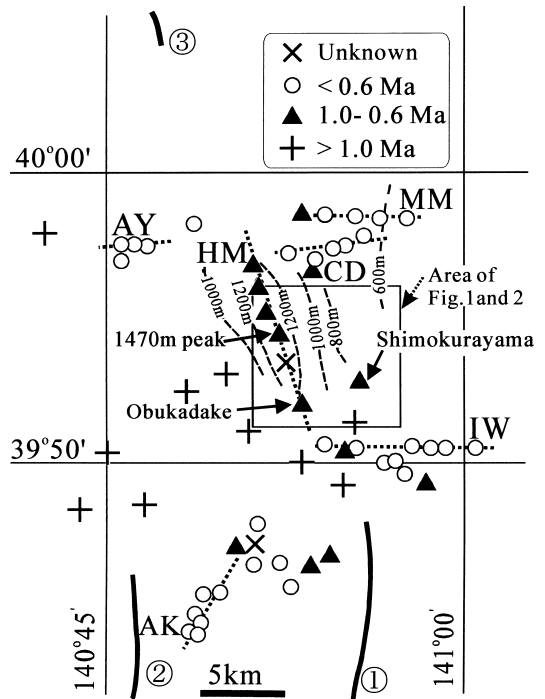 ③
Unknown
< 0.6 Ma
1.0- 0.6 Ma
> 1.0 Ma
40°00'
MM
AY
HM
CD
600m
Area of
Fig.1and 2
1000m
1200m
1200m
1000m
800m
1470m peak
Shimokurayama
Obukadake
IW
39°50'
AK
140°45'
②
5km
①
141°00'